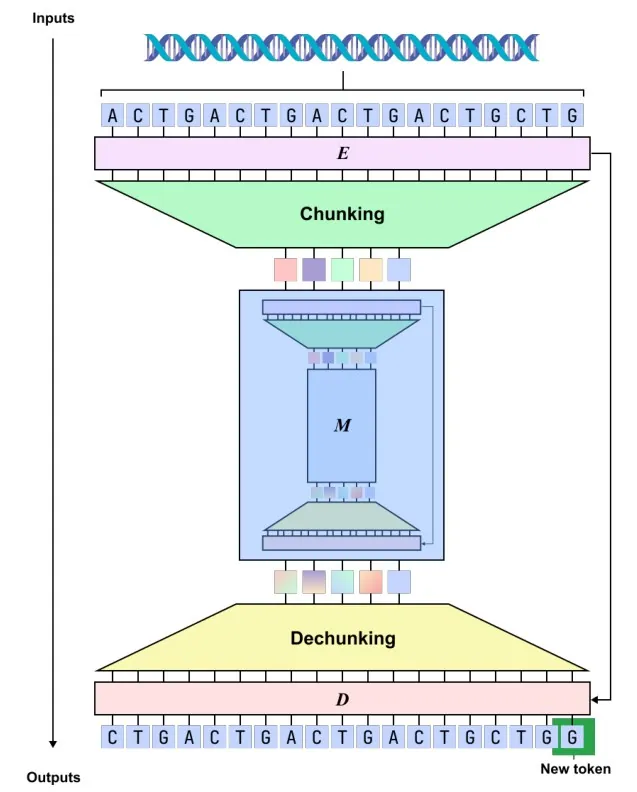 Inputs
A C T G A C T G A C T G A C T G C T G
E
Chunking
M
Dechunking
D
C T G A C T G A C T G A C T G C T G G
New token
Outputs